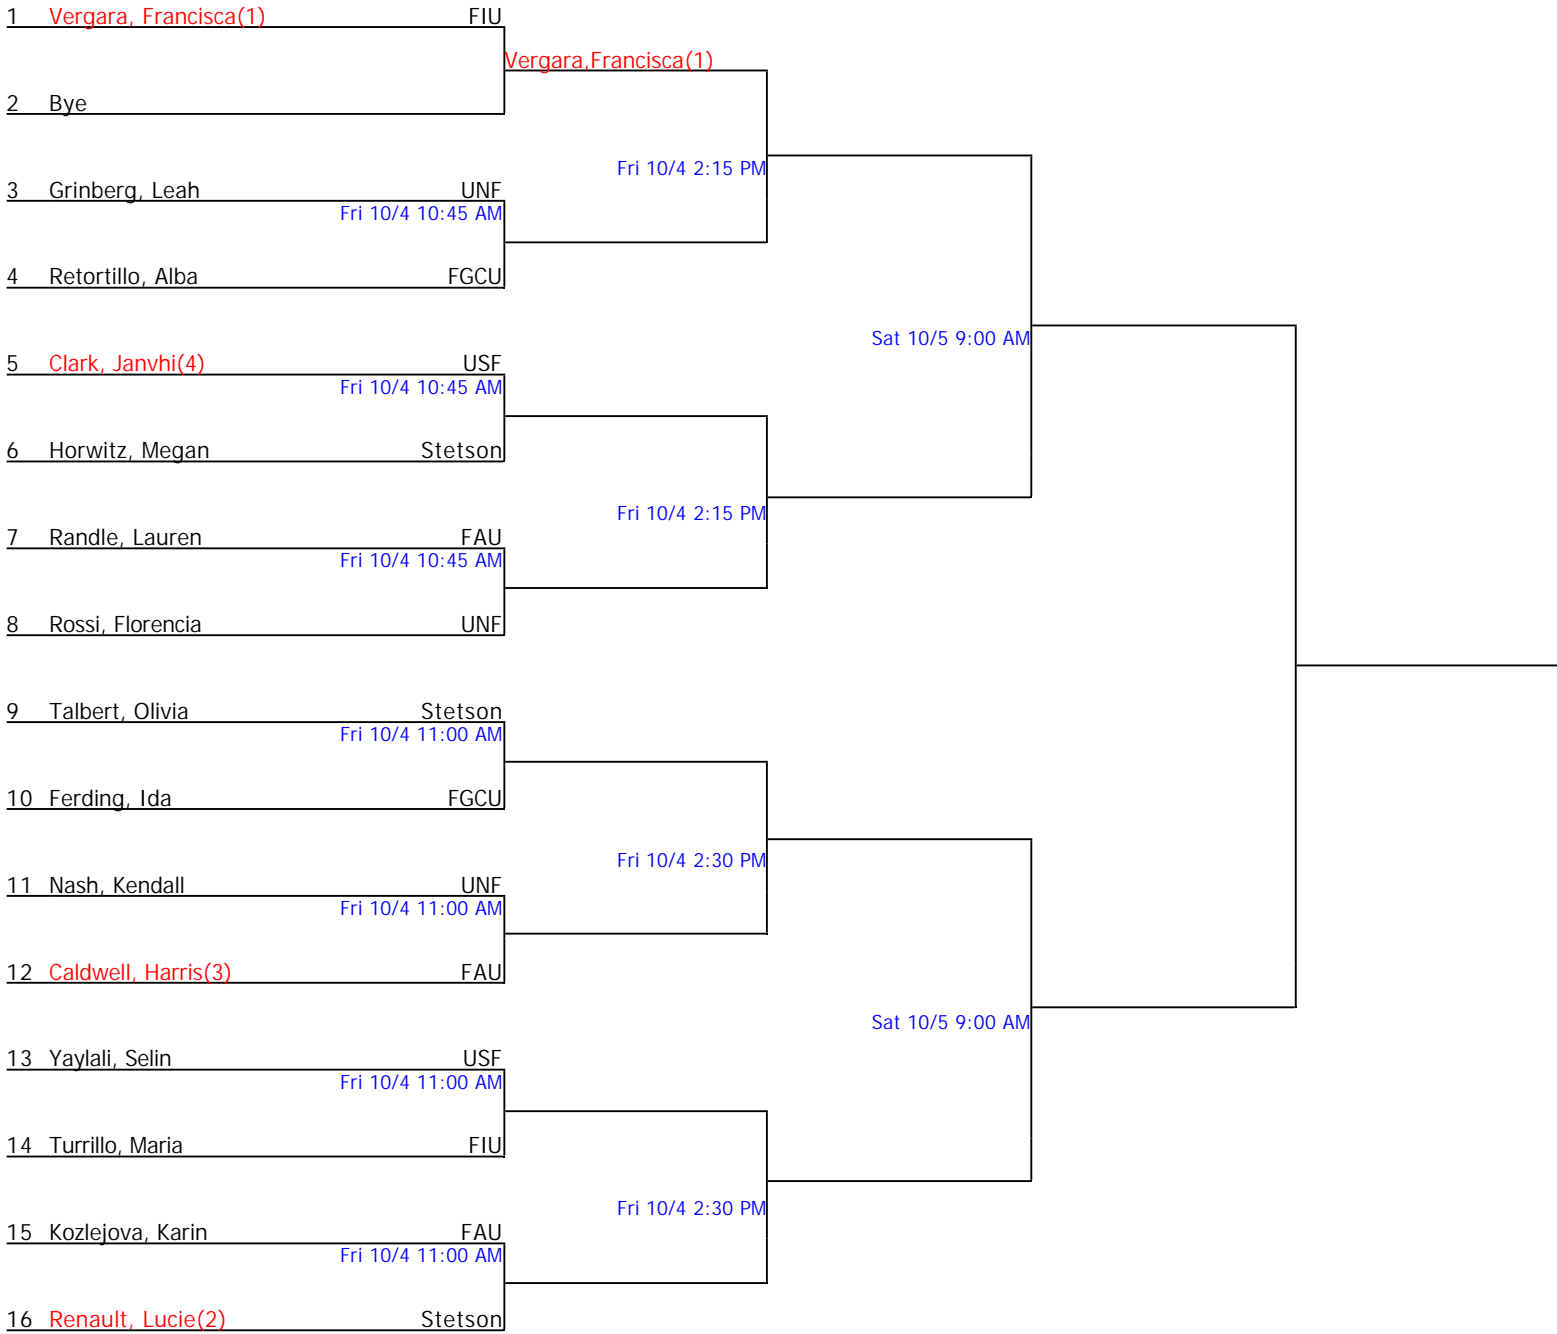 1 Vergara, Francisca(1) FIU
Vergara,Francisca(1)
2 Bye
Fri 10/4 2:15 PM
3 Grinberg, Leah UNF
Fri 10/4 10:45 AM
4 Retortillo, Alba FGCU
Sat 10/5 9:00 AM
5 Clark, Janvhi(4) USF
Fri 10/4 10:45 AM
6 Horwitz, Megan Stetson
Fri 10/4 2:15 PM
7 Randle, Lauren FAU
Fri 10/4 10:45 AM
8 Rossi, Florencia UNF
9 Talbert, Olivia Stetson
Fri 10/4 11:00 AM
10 Ferding, Ida FGCU
Fri 10/4 2:30 PM
11 Nash, Kendall UNF
Fri 10/4 11:00 AM
12 Caldwell, Harris(3) FAU
Sat 10/5 9:00 AM
13 Yaylali, Selin USF
Fri 10/4 11:00 AM
14 Turrillo, Maria FIU
Fri 10/4 2:30 PM
15 Kozlejova, Karin FAU
Fri 10/4 11:00 AM
16 Renault, Lucie(2) Stetson